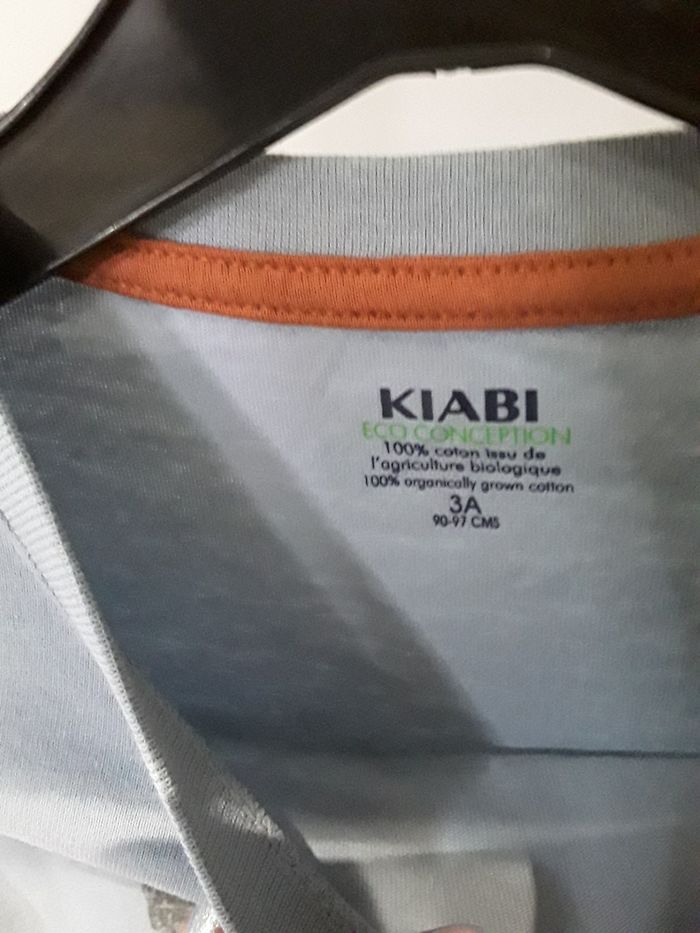 KIABI
ECO CONCEPTION
100% coton issu de
l'agriculture biologique
100% organically grown cotton
3A
90-97 CMS